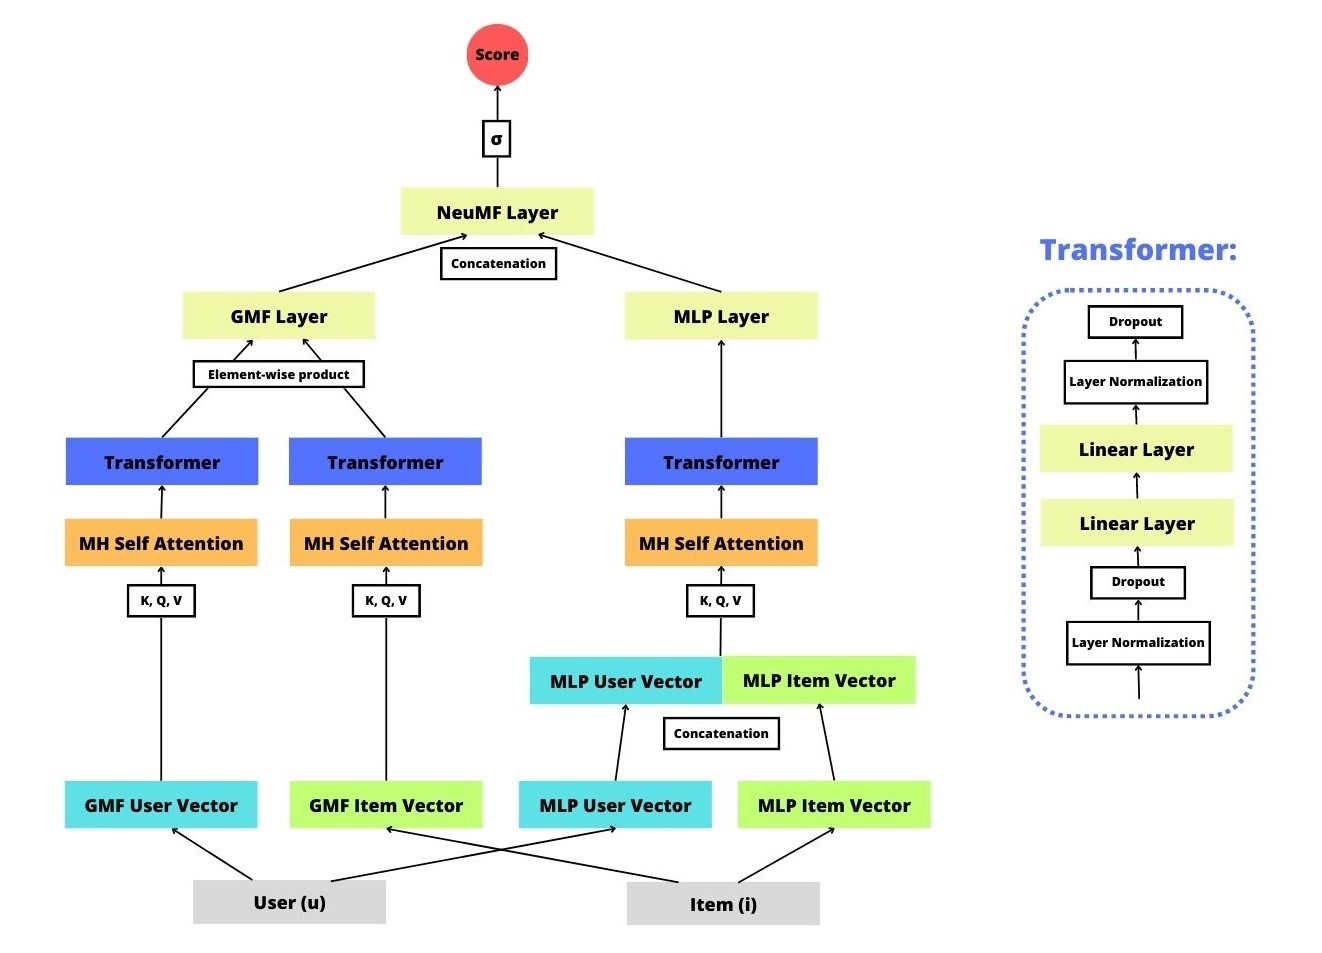 Score
σ
NeuMF Layer
Concatenation
GMF Layer
MLP Layer
Element-wise product
Transformer
Transformer
Transformer
MH Self Attention
MH Self Attention
MH Self Attention
K, Q, V
K, Q, V
K, Q, V
MLP User Vector
MLP Item Vector
Concatenation
GMF User Vector
GMF Item Vector
MLP User Vector
MLP Item Vector
User (u)
Item (i)
Transformer:
Dropout
Layer Normalization
Linear Layer
Linear Layer
Dropout
Layer Normalization